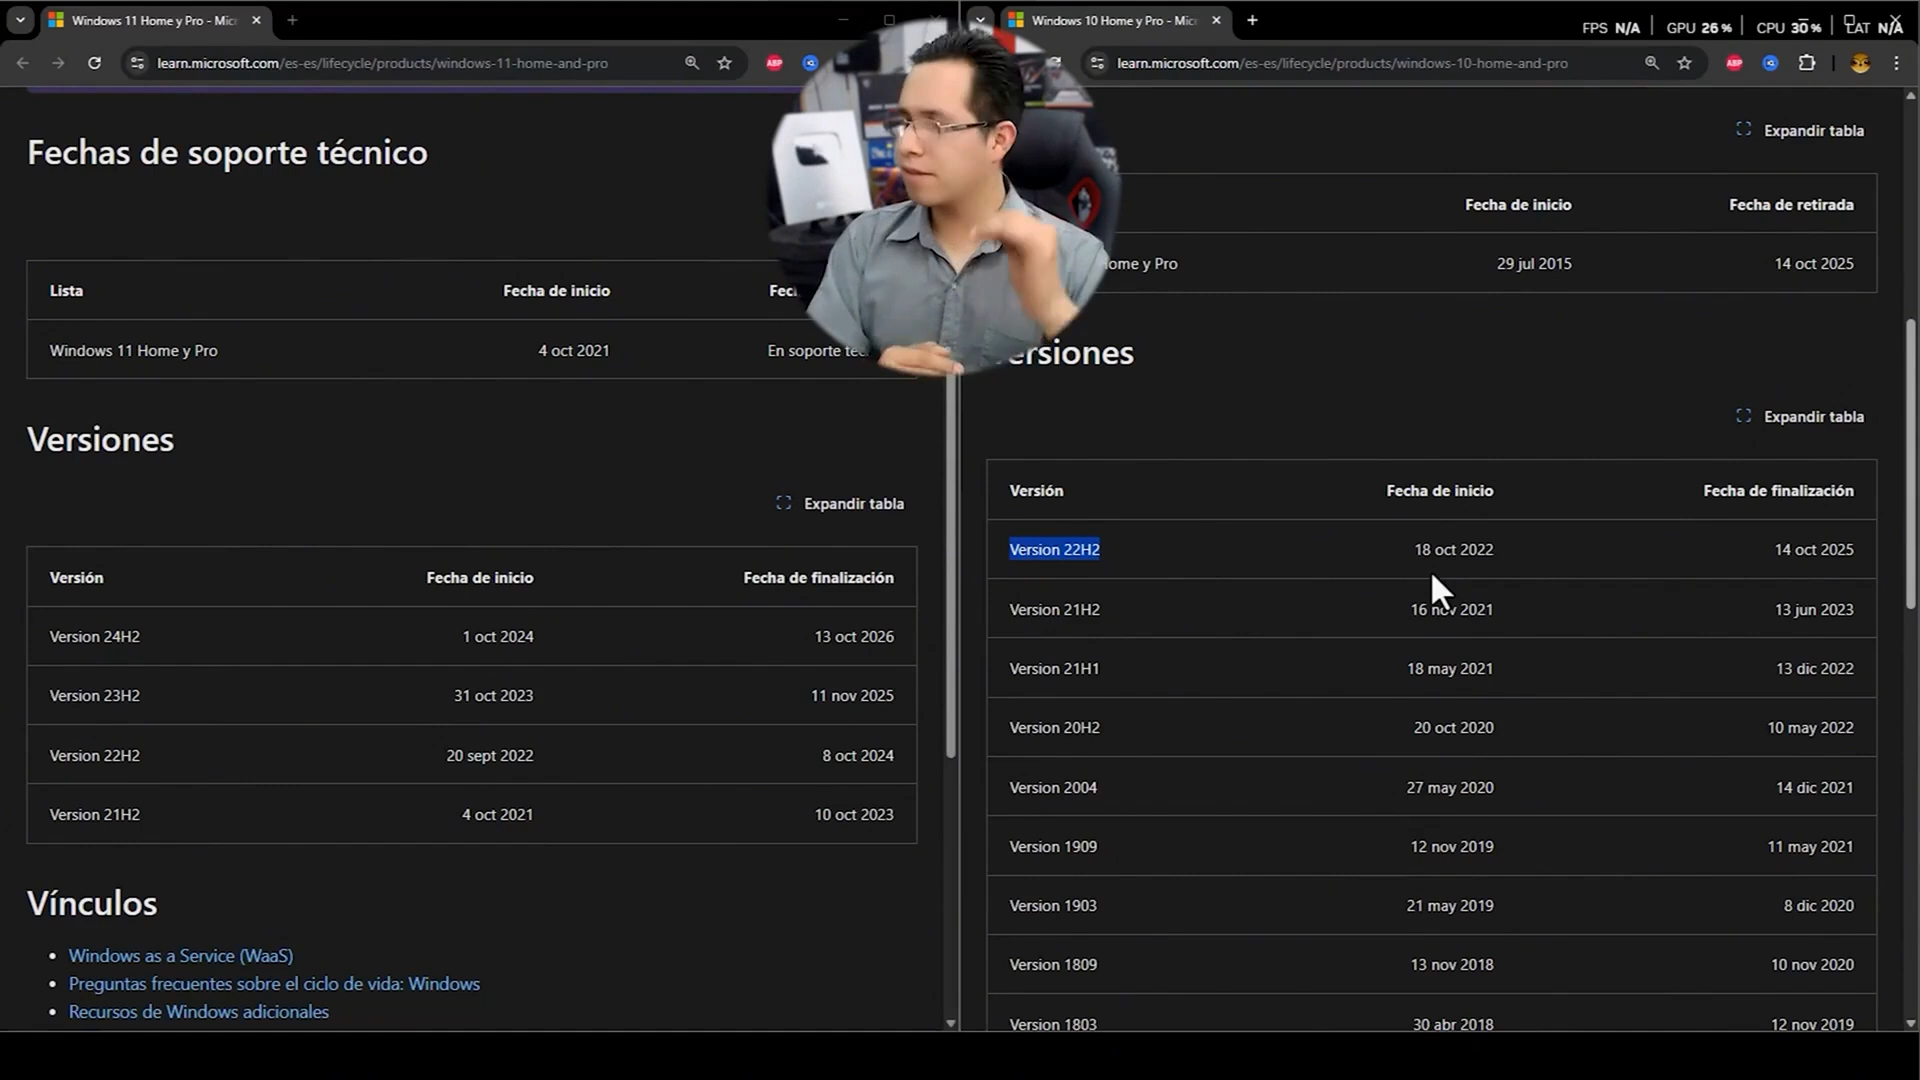 Windows 11 Home y Pro - Micr
Windows 10 Home y Pro - Micr
FPS N/A
GPU 26 %
CPU 30 %
LAT N/A
learn.microsoft.com/es-es/lifecycle/products/windows-11-home-and-pro
ABP
learn.microsoft.com/es-es/lifecycle/products/windows-10-home-and-pro
ABP
Fechas de soporte técnico
Lista
Fecha de inicio
Windows 11 Home y Pro
4 oct 2021
En soporte
Versiones
Expandir tabla
Versión
Fecha de inicio
Fecha de finalización
Version 24H2
1 oct 2024
13 oct 2026
Version 23H2
31 oct 2023
11 nov 2025
Version 22H2
20 sept 2022
8 oct 2024
Version 21H2
4 oct 2021
10 oct 2023
Vínculos
Windows as a Service (WaaS)
Preguntas frecuentes sobre el ciclo de vida: Windows
Recursos de Windows adicionales
Expandir tabla
Fecha de inicio
Fecha de retirada
ome y Pro
29 jul 2015
14 oct 2025
ersiones
Expandir tabla
Versión
Fecha de inicio
Fecha de finalización
Version 22H2
18 oct 2022
14 oct 2025
Version 21H2
16 nov 2021
13 jun 2023
Version 21H1
18 may 2021
13 dic 2022
Version 20H2
20 oct 2020
10 may 2022
Version 2004
27 may 2020
14 dic 2021
Version 1909
12 nov 2019
11 may 2021
Version 1903
21 may 2019
8 dic 2020
Version 1809
13 nov 2018
10 nov 2020
Version 1803
30 abr 2018
12 nov 2019